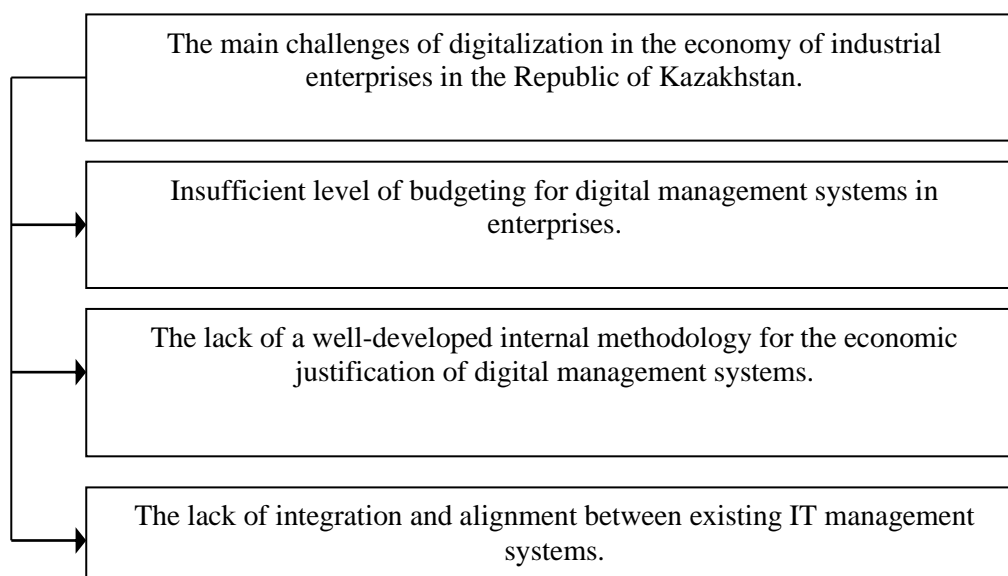 The main challenges of digitalization in the economy of industrial
enterprises in the Republic of Kazakhstan.
Insufficient level of budgeting for digital management systems in
enterprises.
The lack of a well-developed internal methodology for the economic
justification of digital management systems.
The lack of integration and alignment between existing IT management
systems.